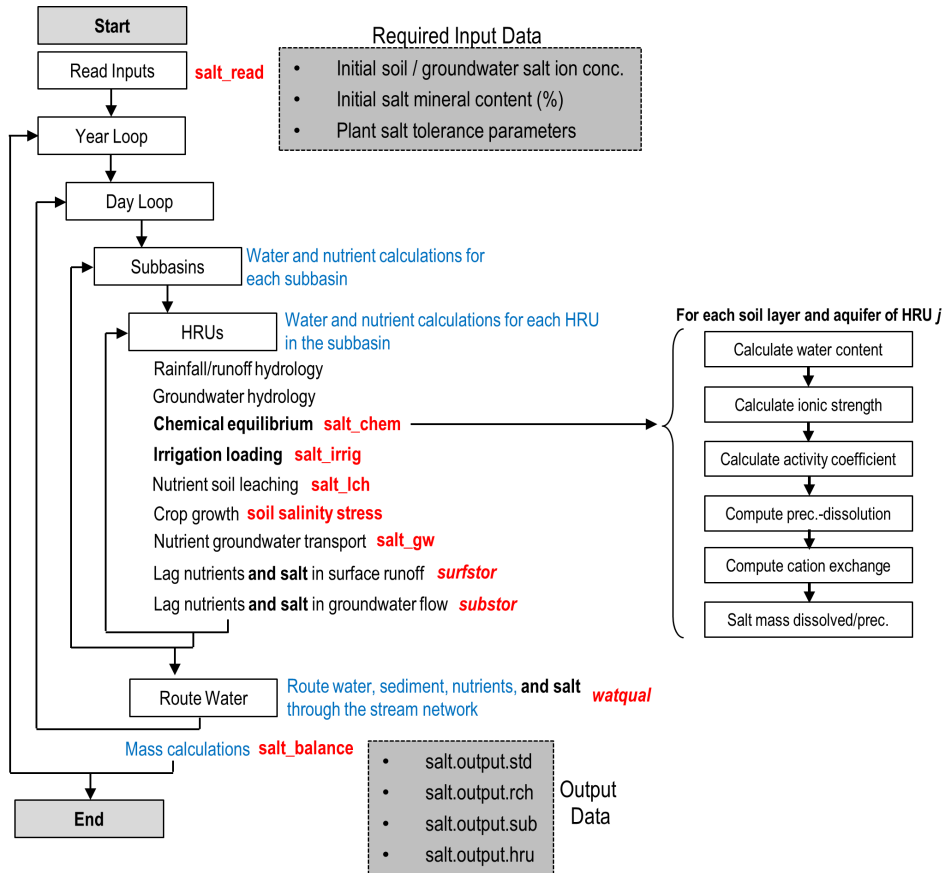 Start
Required Input Data
Read Inputs salt_read
• Initial soil / groundwater salt ion conc.
• Initial salt mineral content (%)
• Plant salt tolerance parameters
Year Loop
Day Loop
Subbasins
Water and nutrient calculations for
each subbasin
HRUs
Water and nutrient calculations for each HRU
in the subbasin
Rainfall/runoff hydrology
Groundwater hydrology
Chemical equilibrium salt_chem
Irrigation loading salt_irrig
Nutrient soil leaching salt_lch
Crop growth soil salinity stress
Nutrient groundwater transport salt_gw
Lag nutrients and salt in surface runoff surfstor
Lag nutrients and salt in groundwater flow substor
For each soil layer and aquifer of HRU j
Calculate water content
Calculate ionic strength
Calculate activity coefficient
Compute prec.-dissolution
Compute cation exchange
Salt mass dissolved/prec.
Route Water
Route water, sediment, nutrients, and salt
through the stream network
watqual
Mass calculations salt_balance
• salt.output.std
• salt.output.rch
• salt.output.sub
• salt.output.hru
Output
Data
End